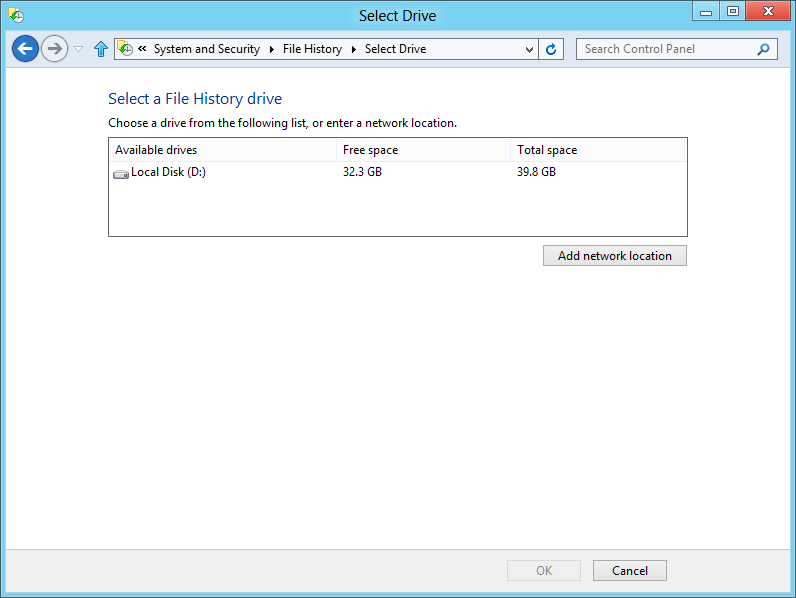 Select Drive
« System and Security ▸ File History ▸ Select Drive
Search Control Panel
Select a File History drive
Choose a drive from the following list, or enter a network location.
Available drives Free space Total space
Local Disk (D:) 32.3 GB 39.8 GB
Add network location
OK Cancel